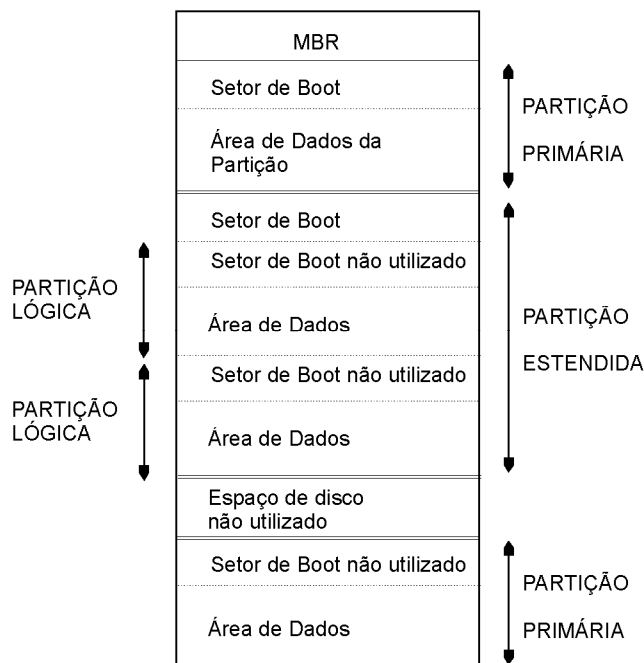 MBR
Setor de Boot
Área de Dados da
Partição
PARTIÇÃO
PRIMÁRIA
Setor de Boot
Setor de Boot não utilizado
Área de Dados
PARTIÇÃO
LÓGICA
Setor de Boot não utilizado
Área de Dados
PARTIÇÃO
LÓGICA
PARTIÇÃO
ESTENDIDA
Espaço de disco
não utilizado
Setor de Boot não utilizado
Área de Dados
PARTIÇÃO
PRIMÁRIA